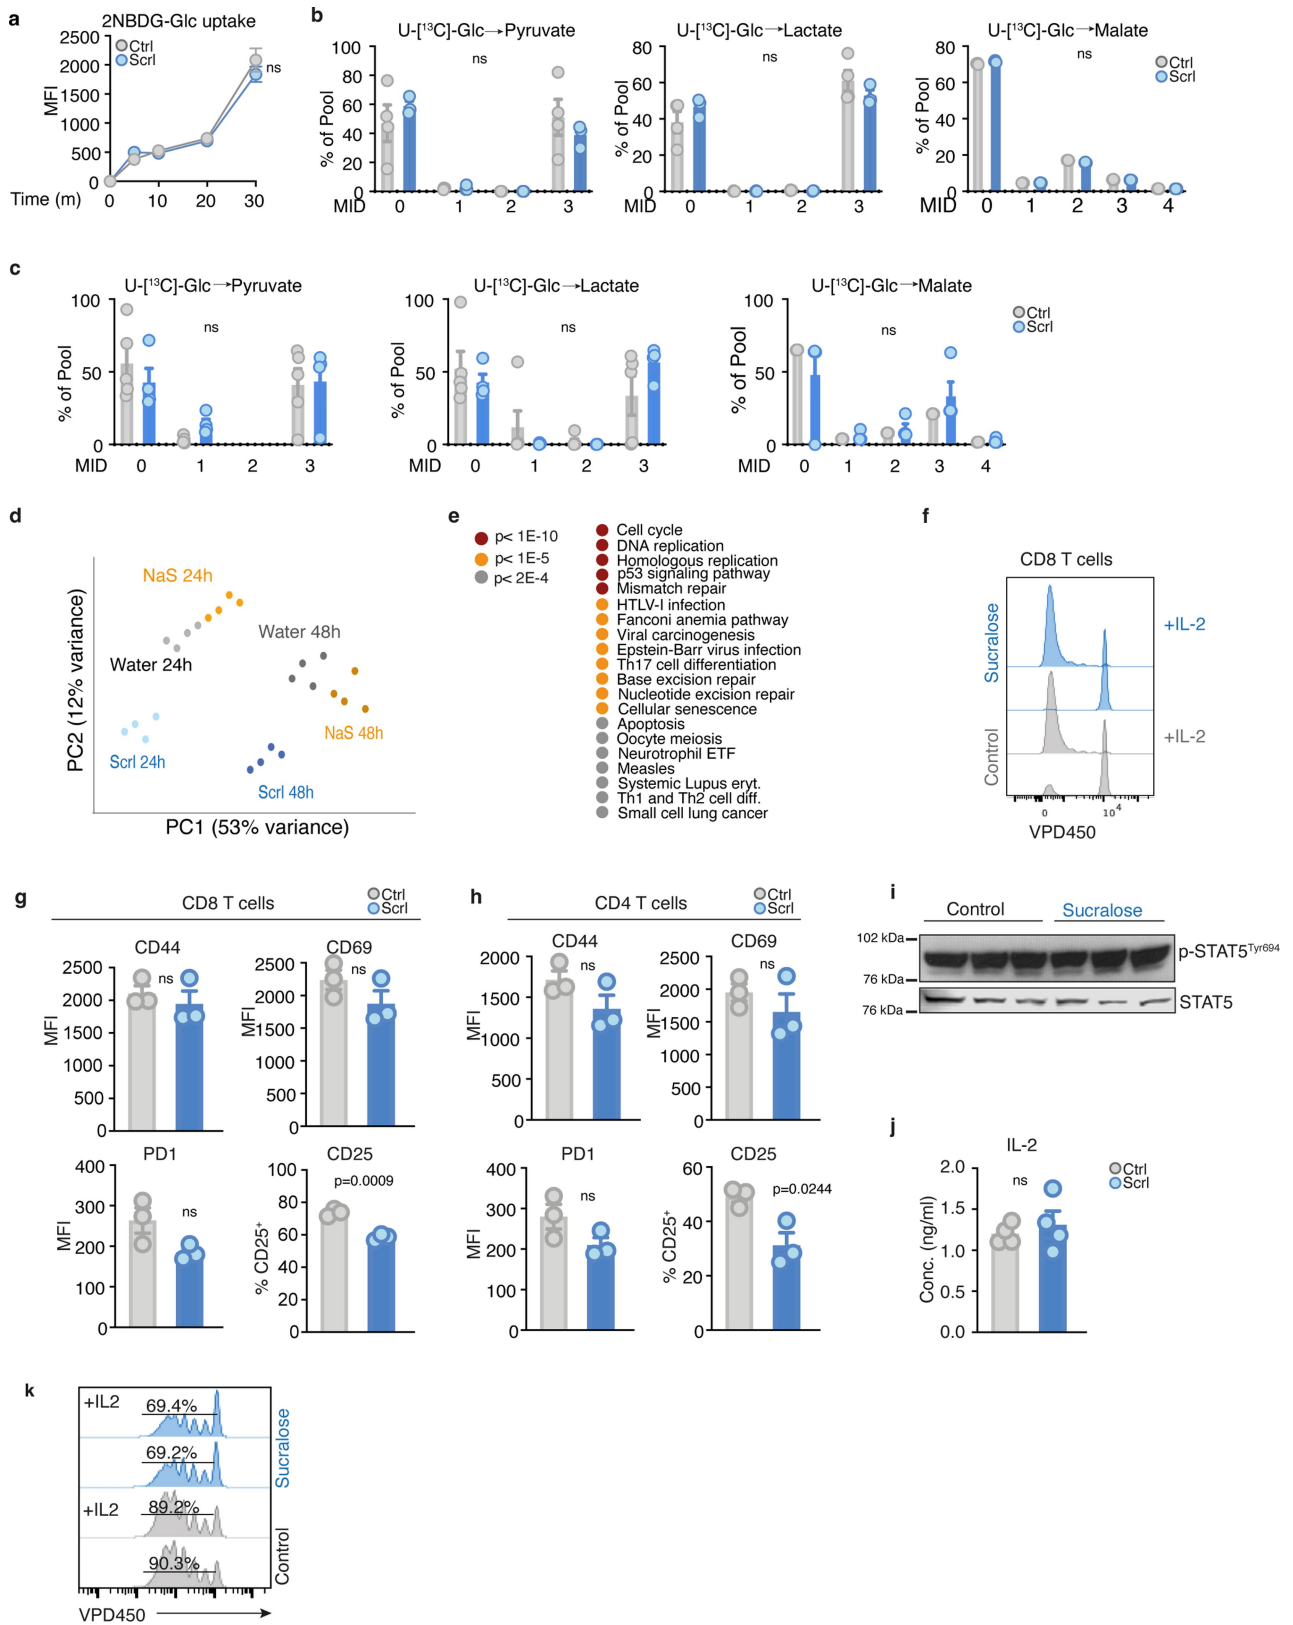 a
2NBDG-Glc uptake
2500
2000
1500
1000
500
0
MFI
Ctrl
Scrl
ns
Time (m)
0
10
20
30
b
U-[¹³C]-Glc→Pyruvate
ns
% of Pool
100
80
60
40
20
0
MID
0
1
2
3
U-[¹³C]-Glc→Lactate
ns
% of Pool
80
60
40
20
0
MID
0
1
2
3
U-[¹³C]-Glc→Malate
ns
% of Pool
80
60
40
20
0
MID
0
1
2
3
4
Ctrl
Scrl
c
U-[¹³C]-Glc→Pyruvate
ns
% of Pool
100
50
0
MID
0
1
2
3
U-[¹³C]-Glc→Lactate
ns
% of Pool
100
50
0
MID
0
1
2
3
U-[¹³C]-Glc→Malate
ns
% of Pool
100
50
0
MID
0
1
2
3
4
Ctrl
Scrl
d
NaS 24h
Water 48h
Water 24h
NaS 48h
Scrl 24h
Scrl 48h
PC2 (12% variance)
PC1 (53% variance)
e
p< 1E-10
p< 1E-5
p< 2E-4
Cell cycle
DNA replication
Homologous replication
p53 signaling pathway
Mismatch repair
HTLV-I infection
Fanconi anemia pathway
Viral carcinogenesis
Epstein-Barr virus infection
Th17 cell differentiation
Base excision repair
Nucleotide excision repair
Cellular senescence
Apoptosis
Oocyte meiosis
Neurotrophil ETF
Measles
Systemic Lupus eryt.
Th1 and Th2 cell diff.
Small cell lung cancer
f
CD8 T cells
Sucralose
Control
+IL-2
+IL-2
0
10⁴
VPD450
g
CD8 T cells
Ctrl
Scrl
CD44
ns
MFI
2500
2000
1500
1000
500
0
CD69
ns
MFI
2500
2000
1500
1000
500
0
PD1
ns
MFI
400
300
200
100
0
CD25
p=0.0009
% CD25⁺
100
80
60
40
20
0
h
CD4 T cells
Ctrl
Scrl
CD44
ns
MFI
2000
1500
1000
500
0
CD69
ns
MFI
2500
2000
1500
1000
500
0
PD1
ns
MFI
400
300
200
100
0
CD25
p=0.0244
% CD25⁺
60
40
20
0
i
Control
Sucralose
102 kDa
76 kDa
76 kDa
p-STAT5ᵀʸʳ⁶⁹⁴
STAT5
j
IL-2
ns
Ctrl
Scrl
Conc. (ng/ml)
2.0
1.5
1.0
0.5
0.0
k
+IL2
69.4%
69.2%
+IL2
89.2%
90.3%
Sucralose
Control
VPD450